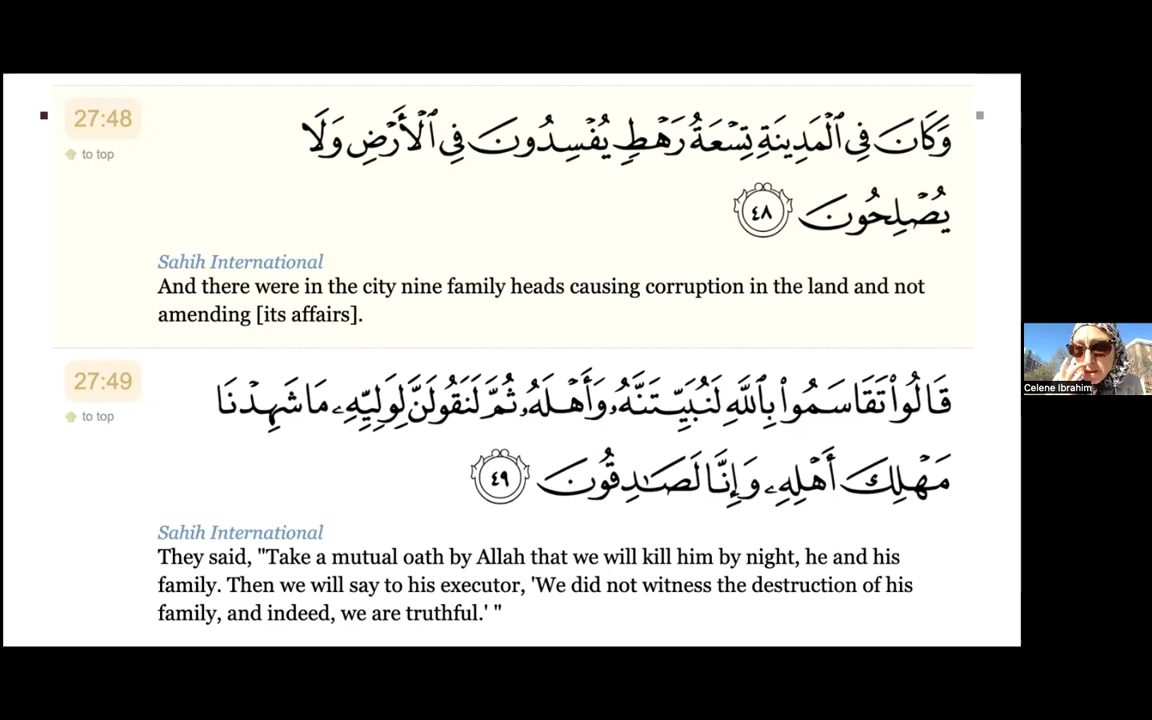 27:48
to top
وَكَانَ فِى ٱلْمَدِينَةِ تِسْعَةُ رَهْطٍ يُفْسِدُونَ فِى ٱلْأَرْضِ وَلَا
يُصْلِحُونَ ٤٨
Sahih International
And there were in the city nine family heads causing corruption in the land and not
amending [its affairs].
27:49
to top
قَالُوا۟ تَقَاسَمُوا۟ بِٱللَّهِ لَنُبَيِّتَنَّهُۥ وَأَهْلَهُۥ ثُمَّ لَنَقُولَنَّ لِوَلِيِّهِۦ مَا شَهِدْنَا
مَهْلِكَ أَهْلِهِۦ وَإِنَّا لَصَـٰدِقُونَ ٤٩
Sahih International
They said, "Take a mutual oath by Allah that we will kill him by night, he and his
family. Then we will say to his executor, 'We did not witness the destruction of his
family, and indeed, we are truthful.' "
Celene Ibrahim